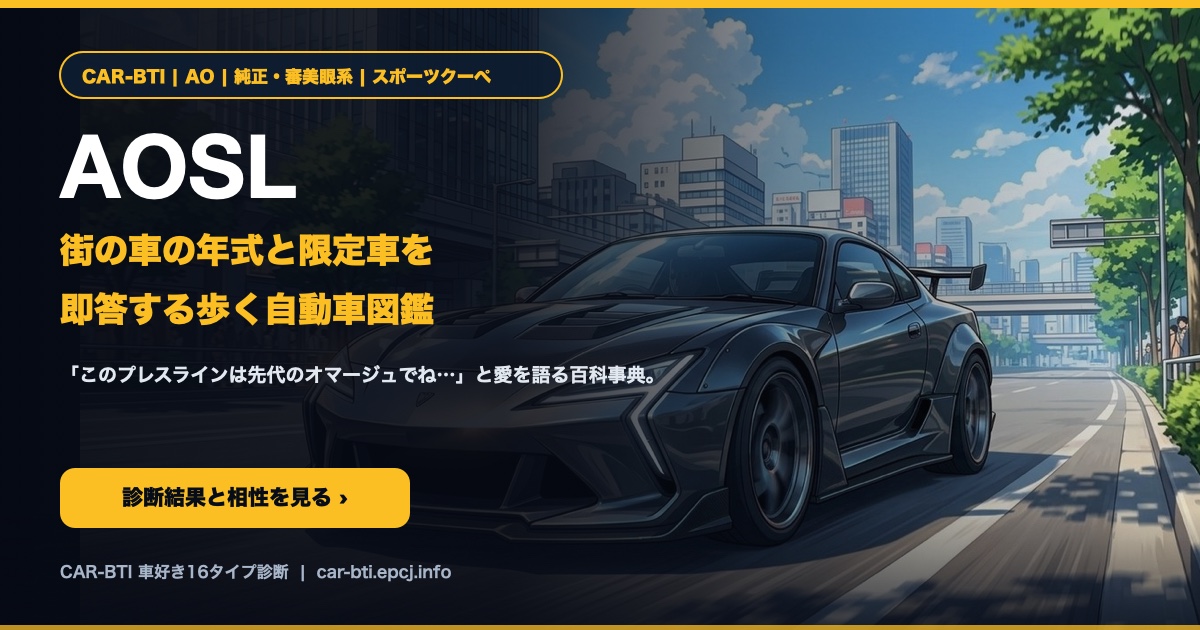 CAR-BTI | AO | 純正・審美眼系 | スポーツクーペ
AOSL
街の車の年式と限定車を
即答する歩く自動車図鑑
「このプレスラインは先代のオマージュでね…」と愛を語る百科事典。
診断結果と相性を見る ›
CAR-BTI 車好き16タイプ診断 | car-bti.epcj.info